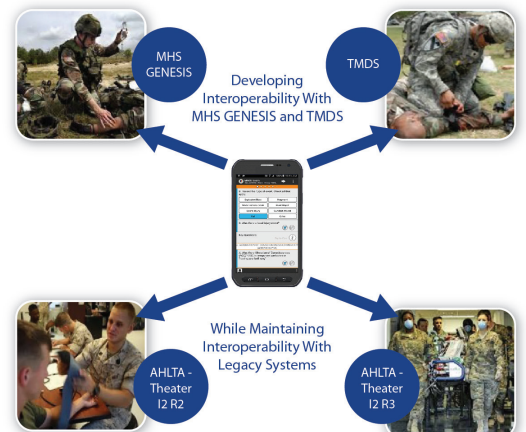 MHS
GENESIS
TMDS
Developing
Interoperability With
MHS GENESIS and TMDS
While Maintaining
Interoperability With
Legacy Systems
AHLTA -
Theater
I2 R2
AHLTA -
Theater
I2 R3